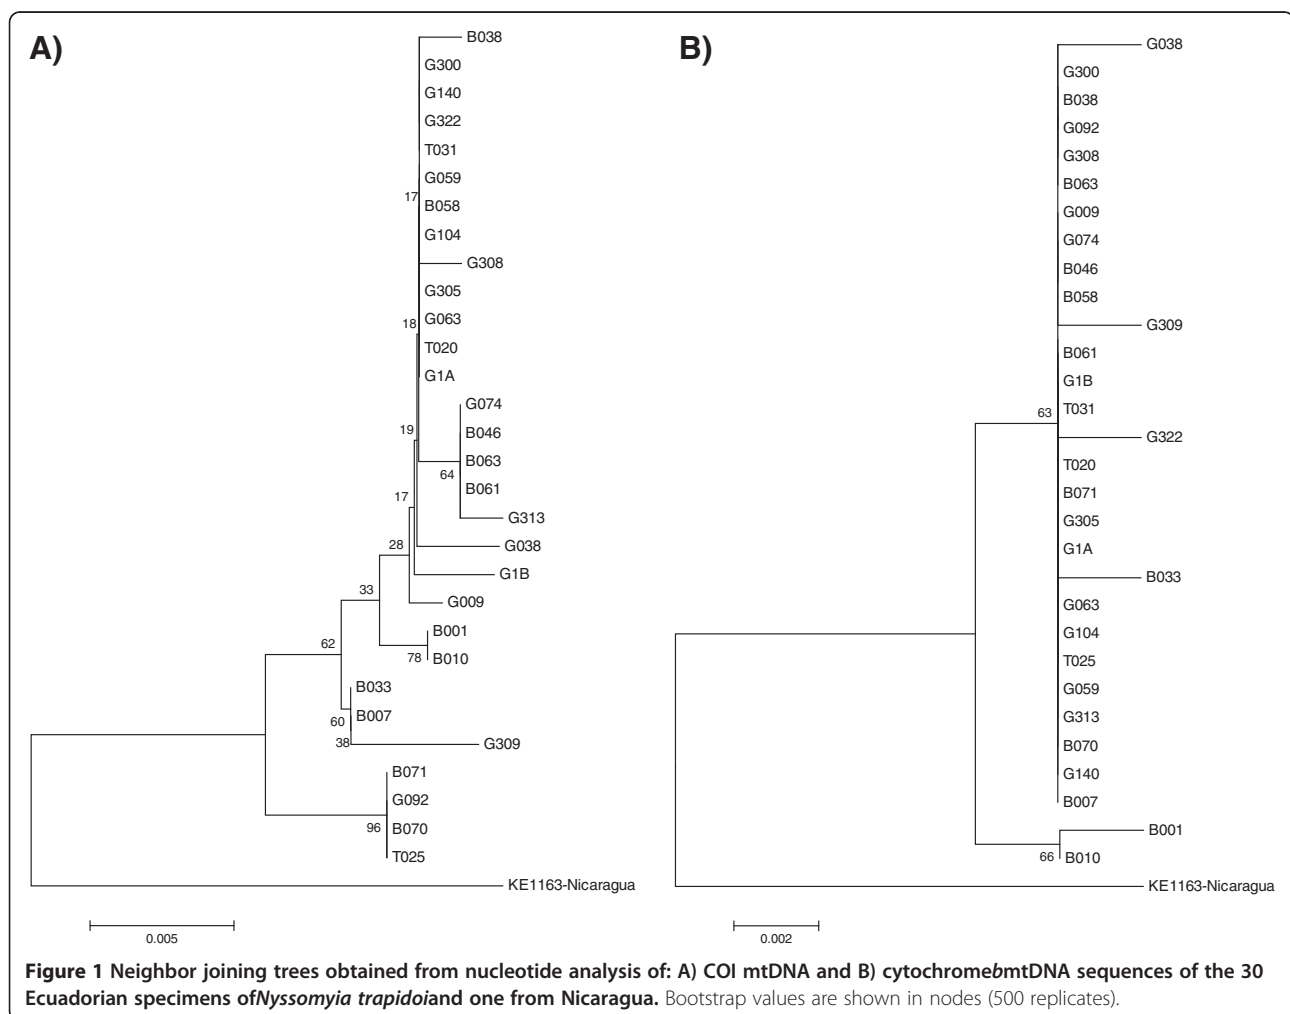 A)
B038
G300
G140
G322
T031
G059
17
B058
G104
G308
G305
G063
18
T020
G1A
G074
19
B046
B063
64
B061
17
G313
28
G038
G1B
33
G009
B001
62
78
B010
B033
60
B007
38
G309
B071
G092
96
B070
T025
KE1163-Nicaragua
0.005
B)
G038
G300
B038
G092
G308
B063
G009
G074
B046
B058
G309
B061
G1B
63
T031
G322
T020
B071
G305
G1A
B033
G063
G104
T025
G059
G313
B070
G140
B007
B001
66
B010
KE1163-Nicaragua
0.002
Figure 1 Neighbor joining trees obtained from nucleotide analysis of: A) COI mtDNA and B) cytochromebmtDNA sequences of the 30
Ecuadorian specimens ofNyssomyia trapidoiand one from Nicaragua. Bootstrap values are shown in nodes (500 replicates).